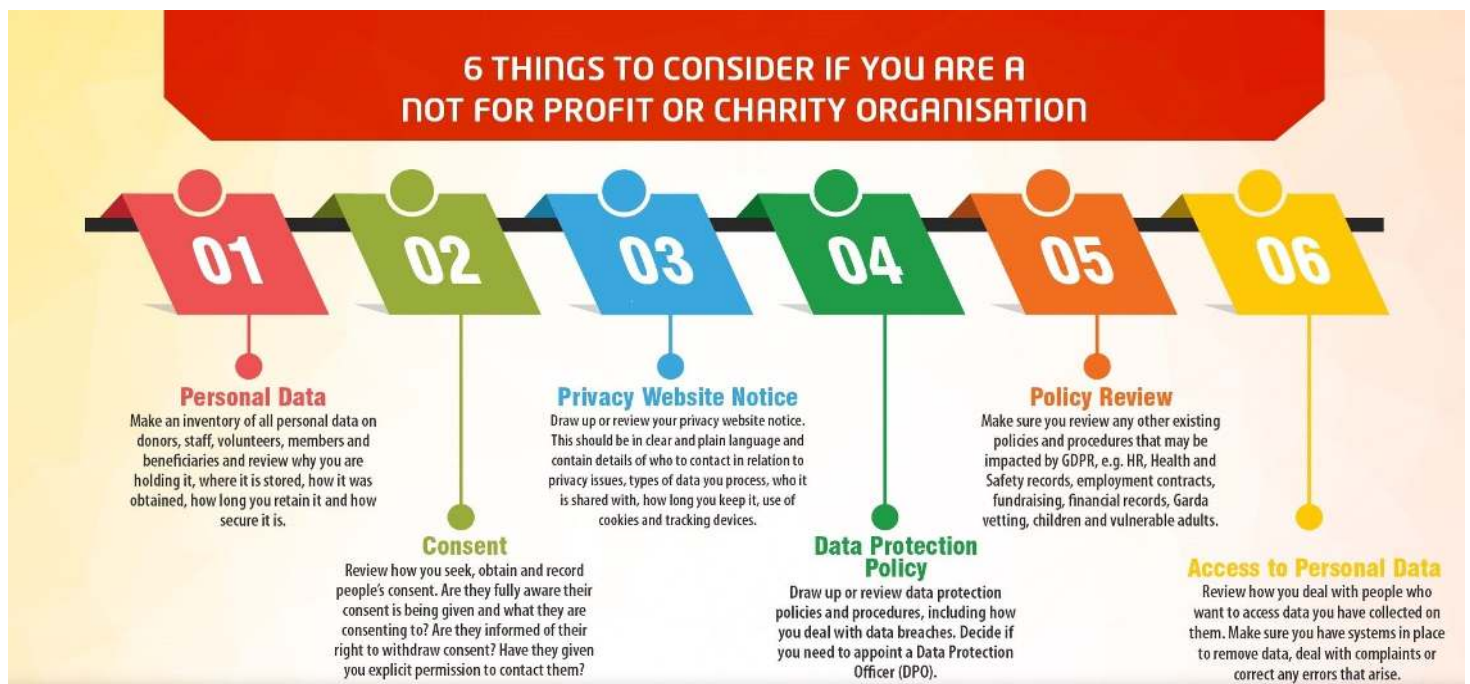 6 THINGS TO CONSIDER IF YOU ARE A
NOT FOR PROFIT OR CHARITY ORGANISATION
01
Personal Data
Make an inventory of all personal data on
donors, staff, volunteers, members and
beneficiaries and review why you are
holding it, where it is stored, how it was
obtained, how long you retain it and how
secure it is.
02
Consent
Review how you seek, obtain and record
people's consent. Are they fully aware their
consent is being given and what they are
consenting to? Are they informed of their
right to withdraw consent? Have they given
you explicit permission to contact them?
03
Privacy Website Notice
Draw up or review your privacy website notice.
This should be in clear and plain language and
contain details of who to contact in relation to
privacy issues, types of data you process, who it
is shared with, how long you keep it, use of
cookies and tracking devices.
04
Data Protection
Policy
Draw up or review data protection
policies and procedures, including how
you deal with data breaches. Decide if
you need to appoint a Data Protection
Officer (DPO).
05
Policy Review
Make sure you review any other existing
policies and procedures that may be
impacted by GDPR, e.g. HR, Health and
Safety records, employment contracts,
fundraising, financial records, Garda
vetting, children and vulnerable adults.
06
Access to Personal Data
Review how you deal with people who
want to access data you have collected on
them. Make sure you have systems in place
to remove data, deal with complaints or
correct any errors that arise.